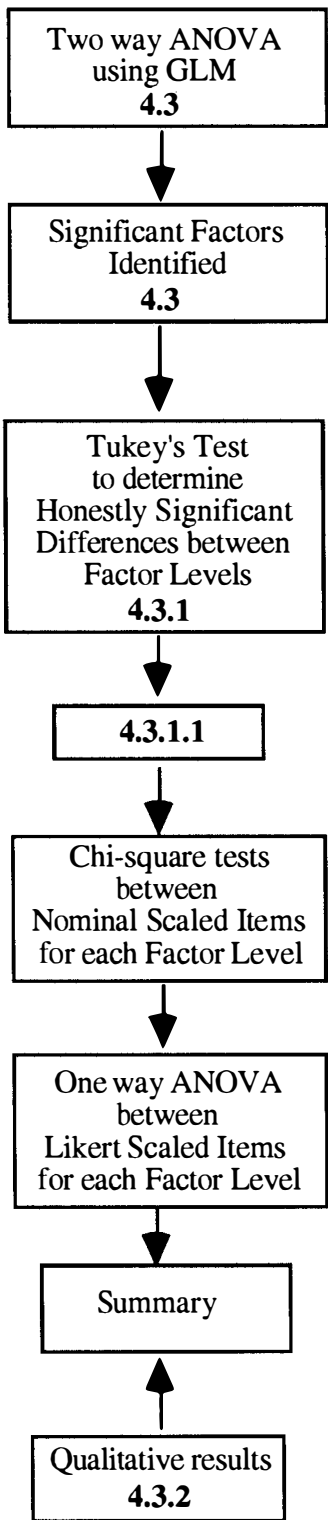 Two way ANOVA
using GLM
4.3
Significant Factors
Identified
4.3
Tukey's Test
to determine
Honestly Significant
Differences between
Factor Levels
4.3.1
4.3.1.1
Chi-square tests
between
Nominal Scaled Items
for each Factor Level
One way ANOVA
between
Likert Scaled Items
for each Factor Level
Summary
Qualitative results
4.3.2